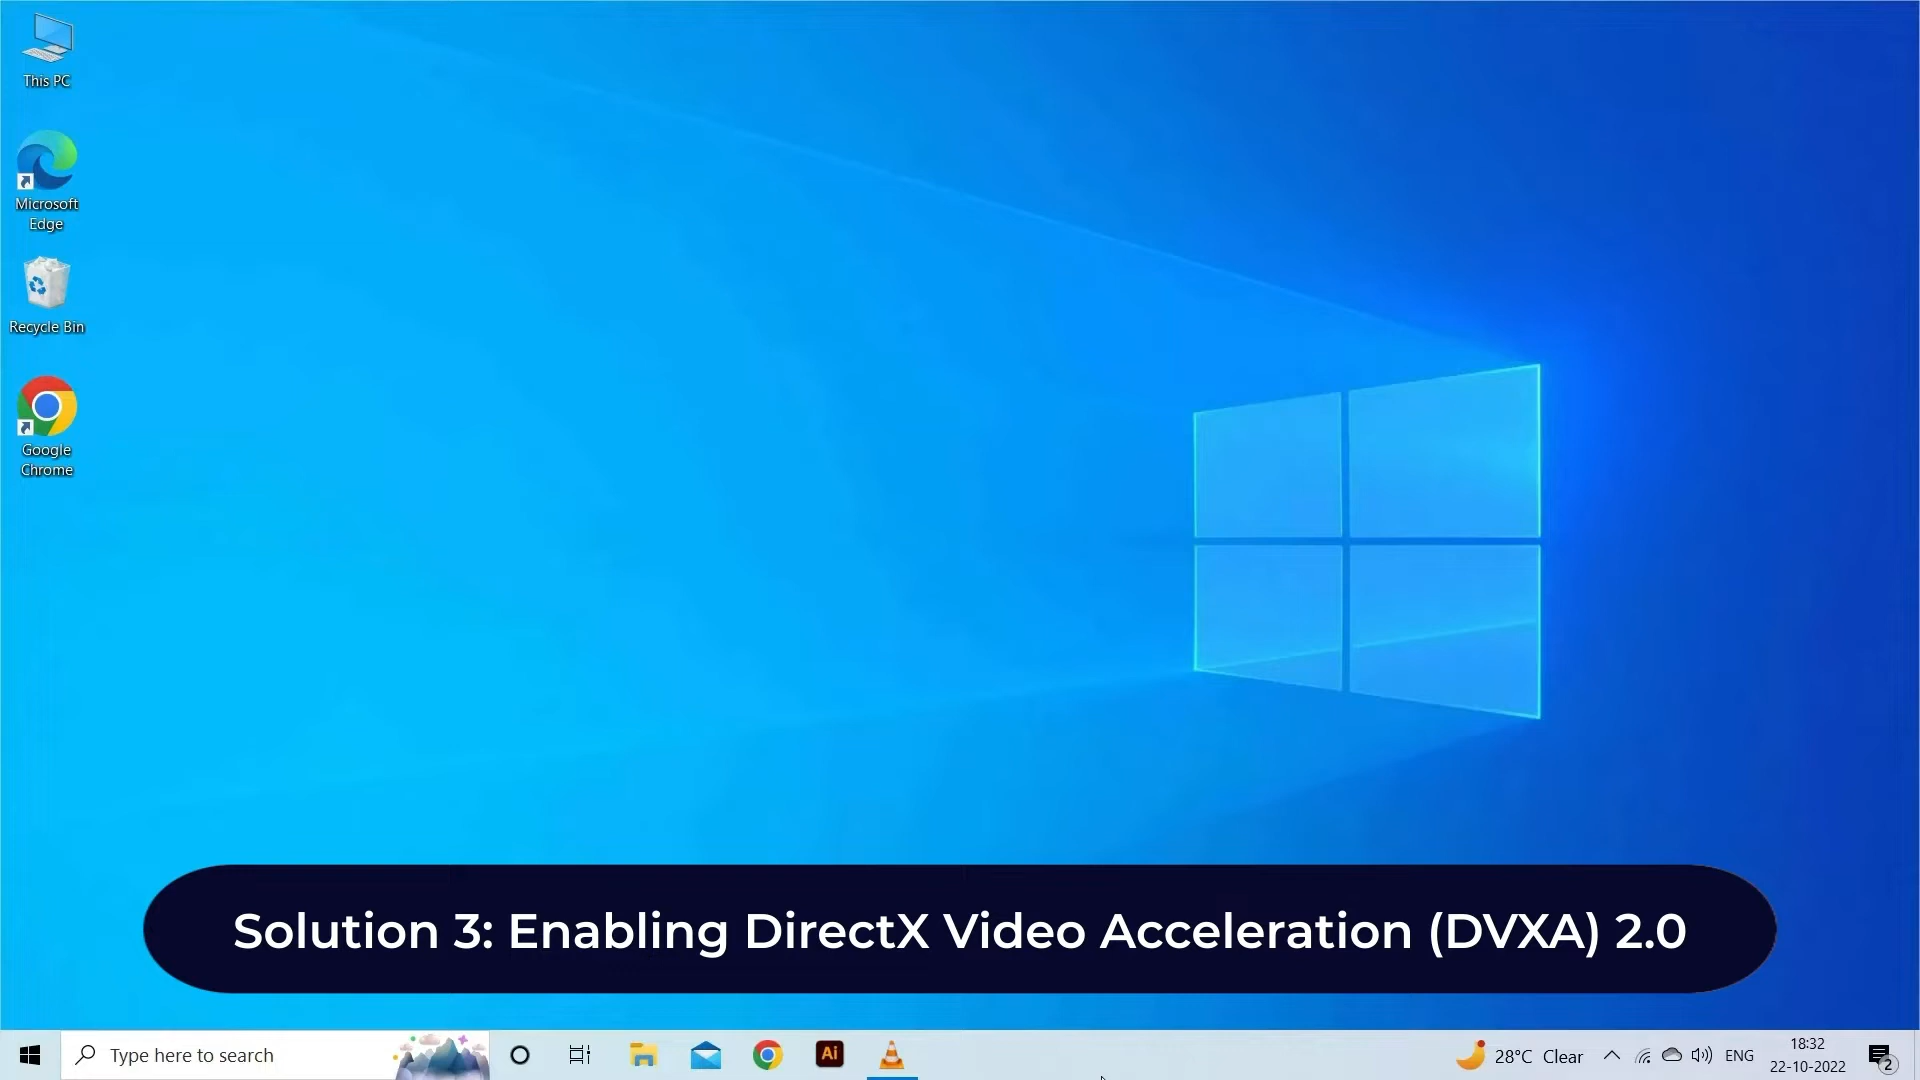 This PC
Microsoft
Edge
Recycle Bin
Google
Chrome
Solution 3: Enabling DirectX Video Acceleration (DVXA) 2.0
Type here to search
Ai
28°C Clear
ENG
18:32
22-10-2022
2